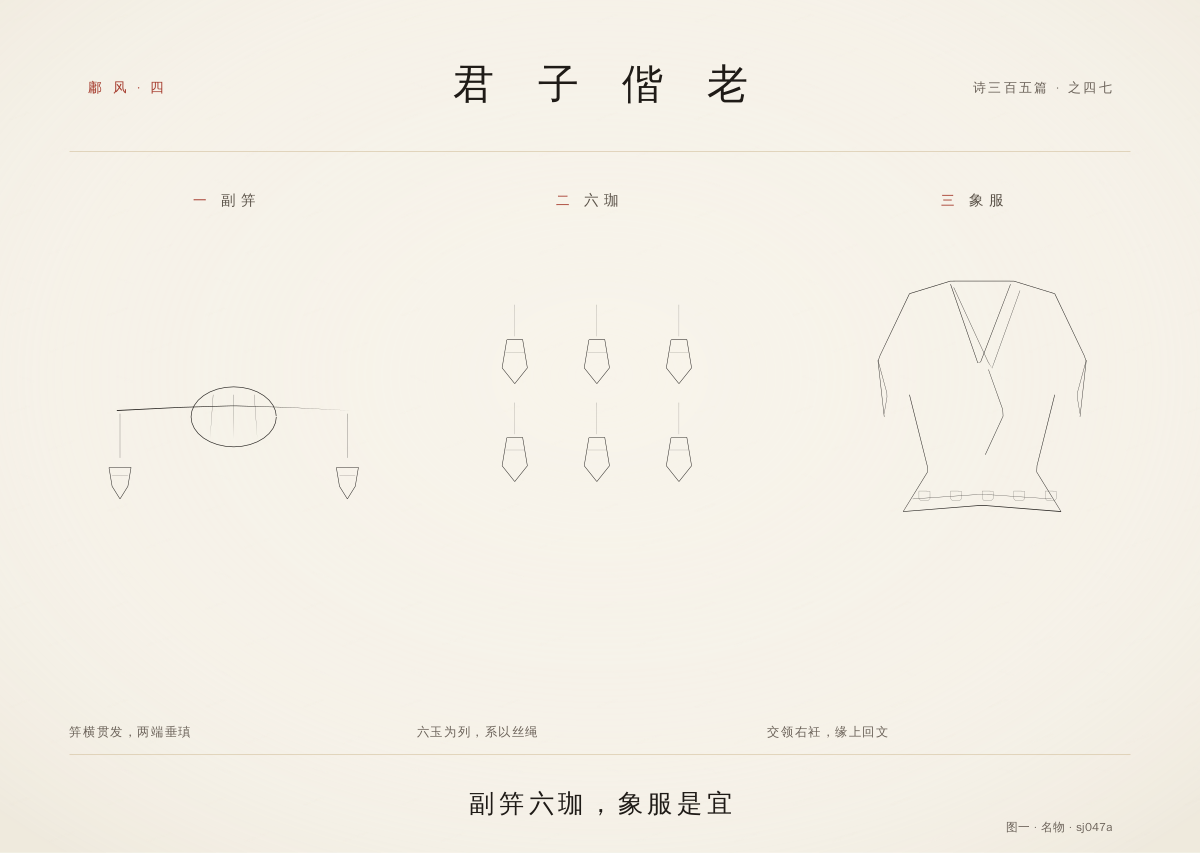 鄘风 · 四
君子偕老
诗三百五篇 · 之四七
一 副笄
二 六珈
三 象服
笄横贯发，两端垂瑱
六玉为列，系以丝绳
交领右衽，缘上回文
副笄六珈，象服是宜
图一 · 名物 · sj047a